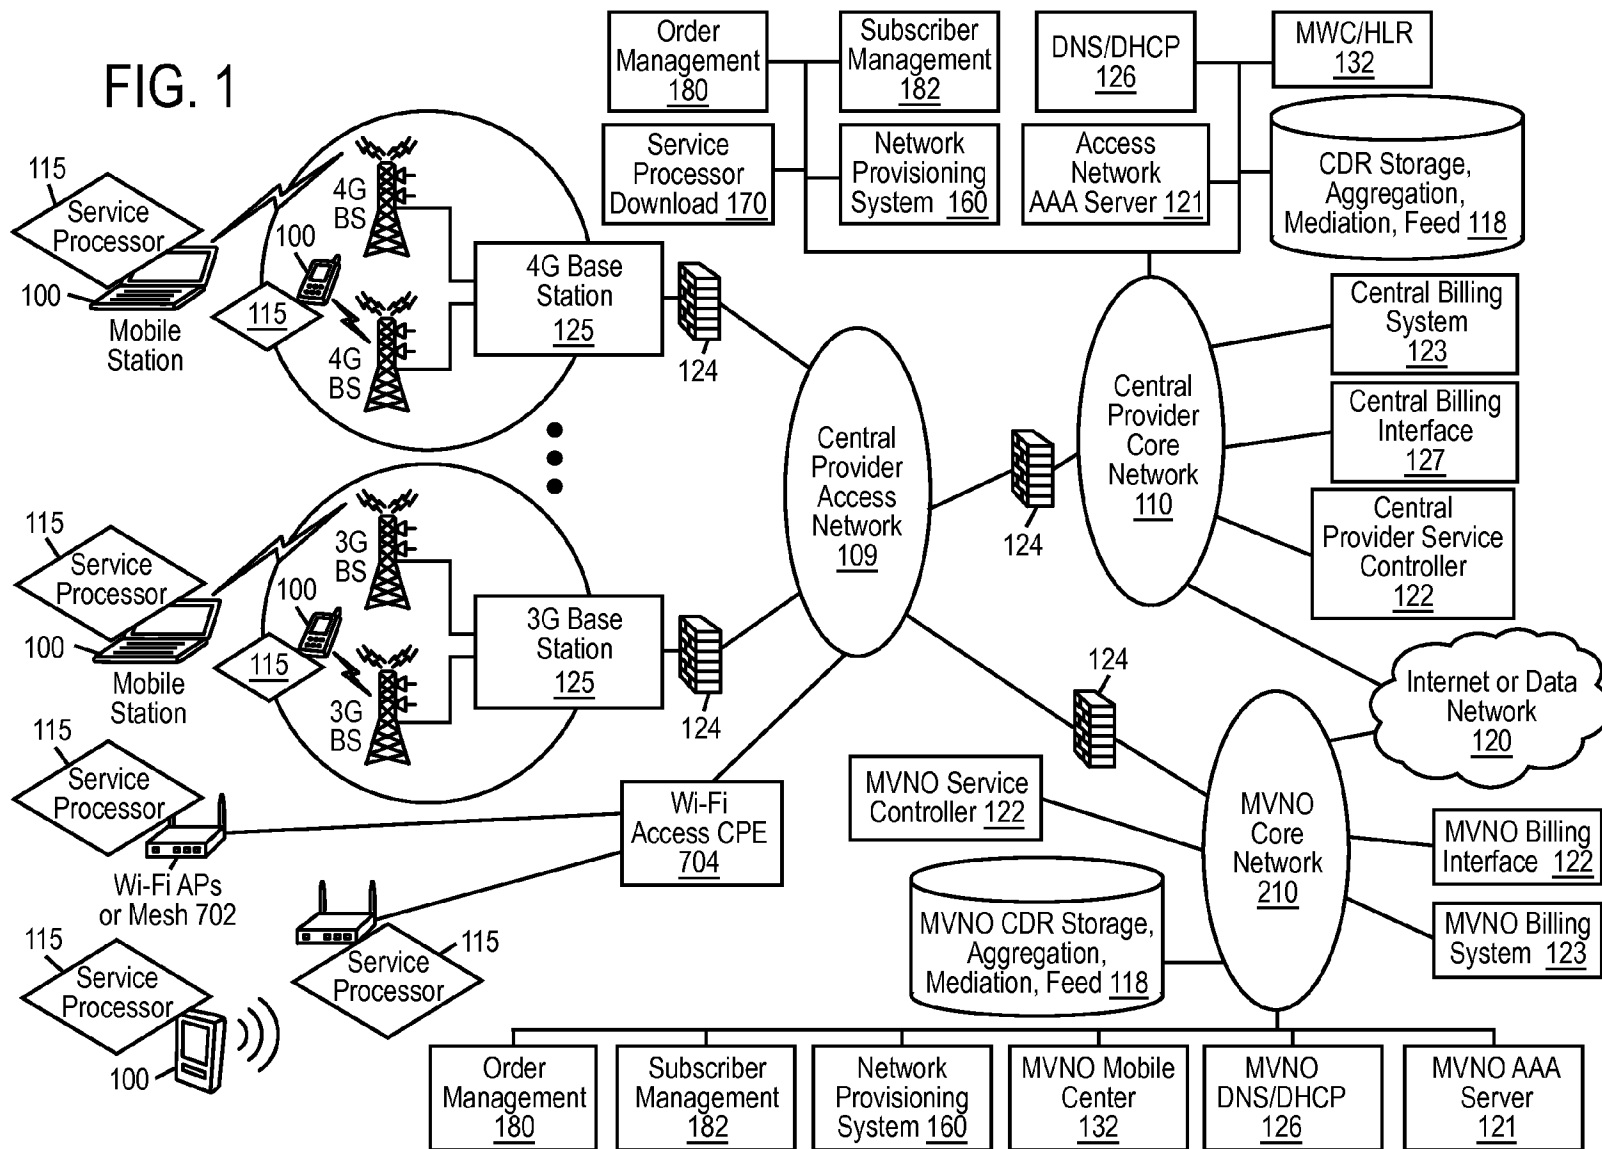 FIG. 1
Order
Management
180
Subscriber
Management
182
DNS/DHCP
126
MWC/HLR
132
Service
Processor
Download 170
Network
Provisioning
System 160
Access
Network
AAA Server 121
CDR Storage,
Aggregation,
Mediation, Feed 118
115
Service
Processor
100
Mobile
Station
4G
BS
100
115
4G
BS
4G Base
Station
125
124
Central Billing
System
123
Central Billing
Interface
127
Central
Provider Service
Controller
122
Central
Provider
Core
Network
110
124
Central
Provider
Access
Network
109
115
Service
Processor
100
Mobile
Station
3G
BS
100
115
3G
BS
3G Base
Station
125
124
Internet or Data
Network
120
124
115
Service
Processor
Wi-Fi APs
or Mesh 702
Wi-Fi
Access CPE
704
MVNO Service
Controller 122
MVNO
Core
Network
210
MVNO Billing
Interface 122
MVNO Billing
System 123
MVNO CDR Storage,
Aggregation,
Mediation, Feed 118
115
Service
Processor
115
Service
Processor
100
Order
Management
180
Subscriber
Management
182
Network
Provisioning
System 160
MVNO Mobile
Center
132
MVNO
DNS/DHCP
126
MVNO AAA
Server
121